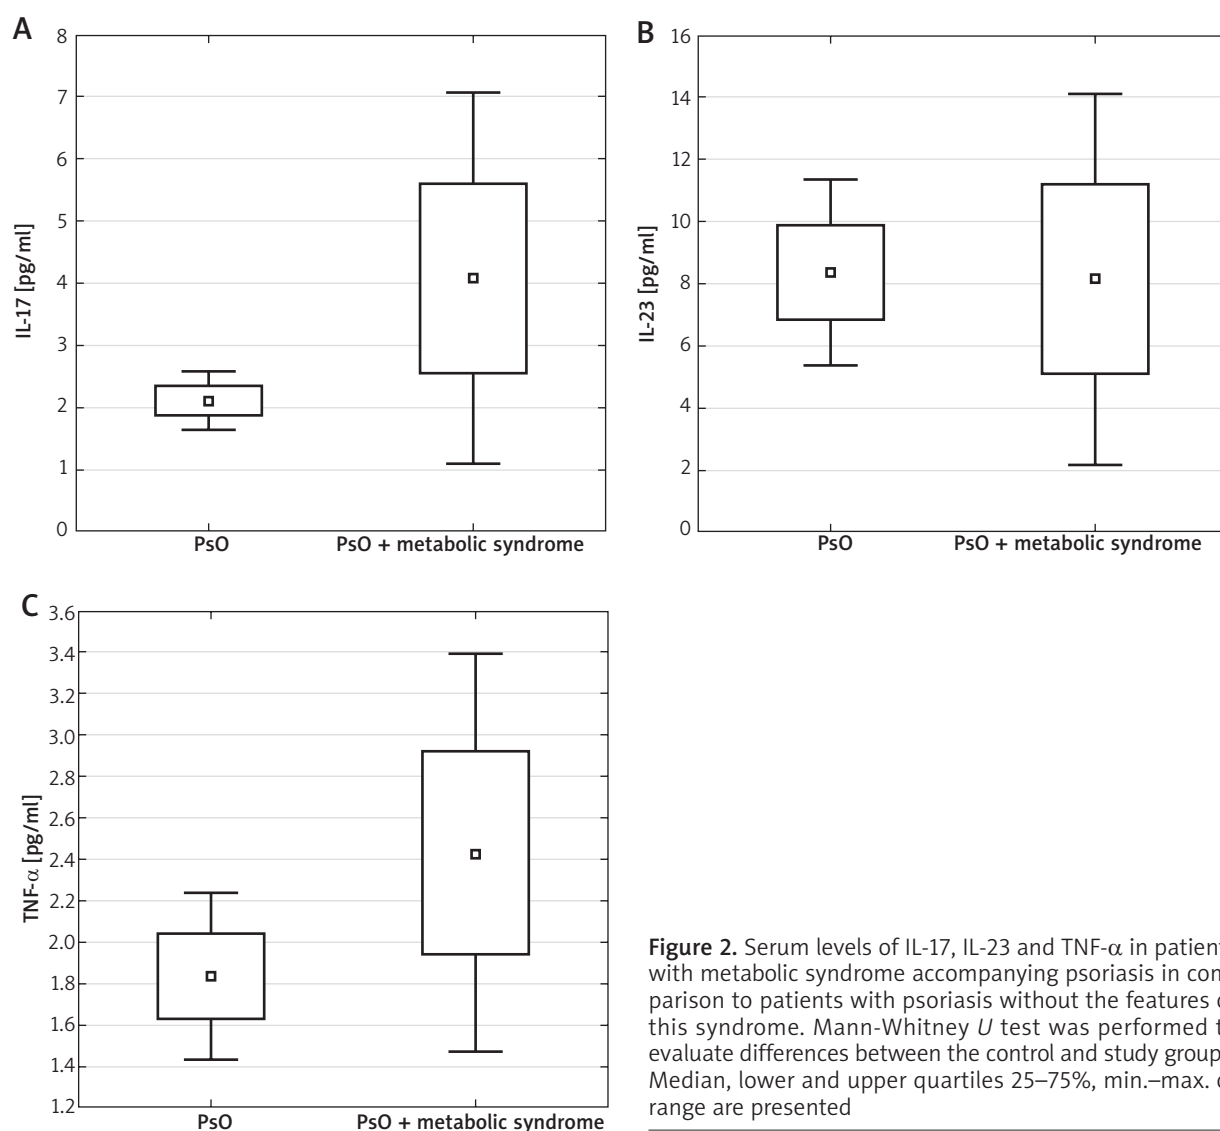 A
8
7
6
5
4
3
2
1
0
IL-17 [pg/ml]
PsO
PsO + metabolic syndrome
B
16
14
12
10
8
6
4
2
0
IL-23 [pg/ml]
PsO
PsO + metabolic syndrome
C
3.6
3.4
3.2
3.0
2.8
2.6
2.4
2.2
2.0
1.8
1.6
1.4
1.2
TNF-α [pg/ml]
PsO
PsO + metabolic syndrome
Figure 2. Serum levels of IL-17, IL-23 and TNF-α in patient
with metabolic syndrome accompanying psoriasis in con
parison to patients with psoriasis without the features
this syndrome. Mann-Whitney U test was performed
evaluate differences between the control and study group
Median, lower and upper quartiles 25–75%, min.–max.
range are presented